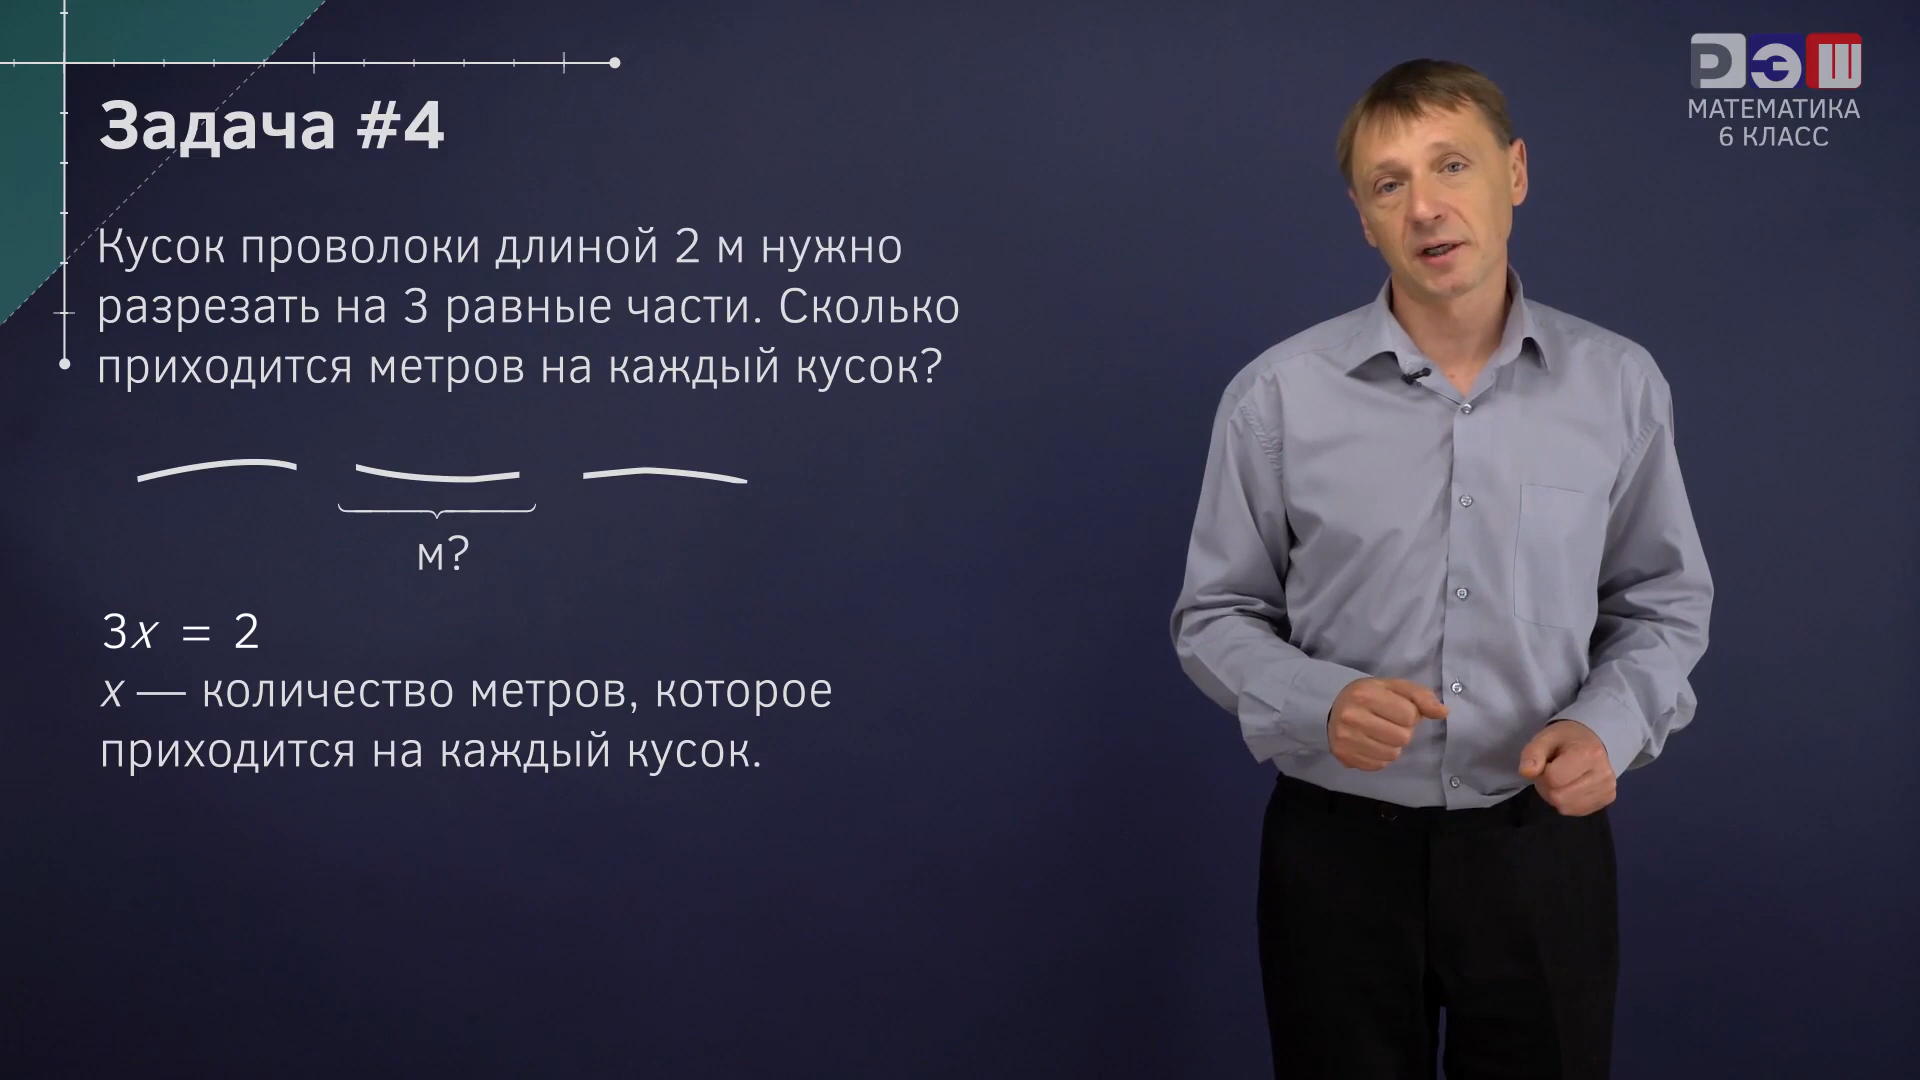 Задача #4
Кусок проволоки длиной 2 м нужно
разрезать на 3 равные части. Сколько
приходится метров на каждый кусок?
м?
3x = 2
x — количество метров, которое
приходится на каждый кусок.
РЭШ
МАТЕМАТИКА
6 КЛАСС